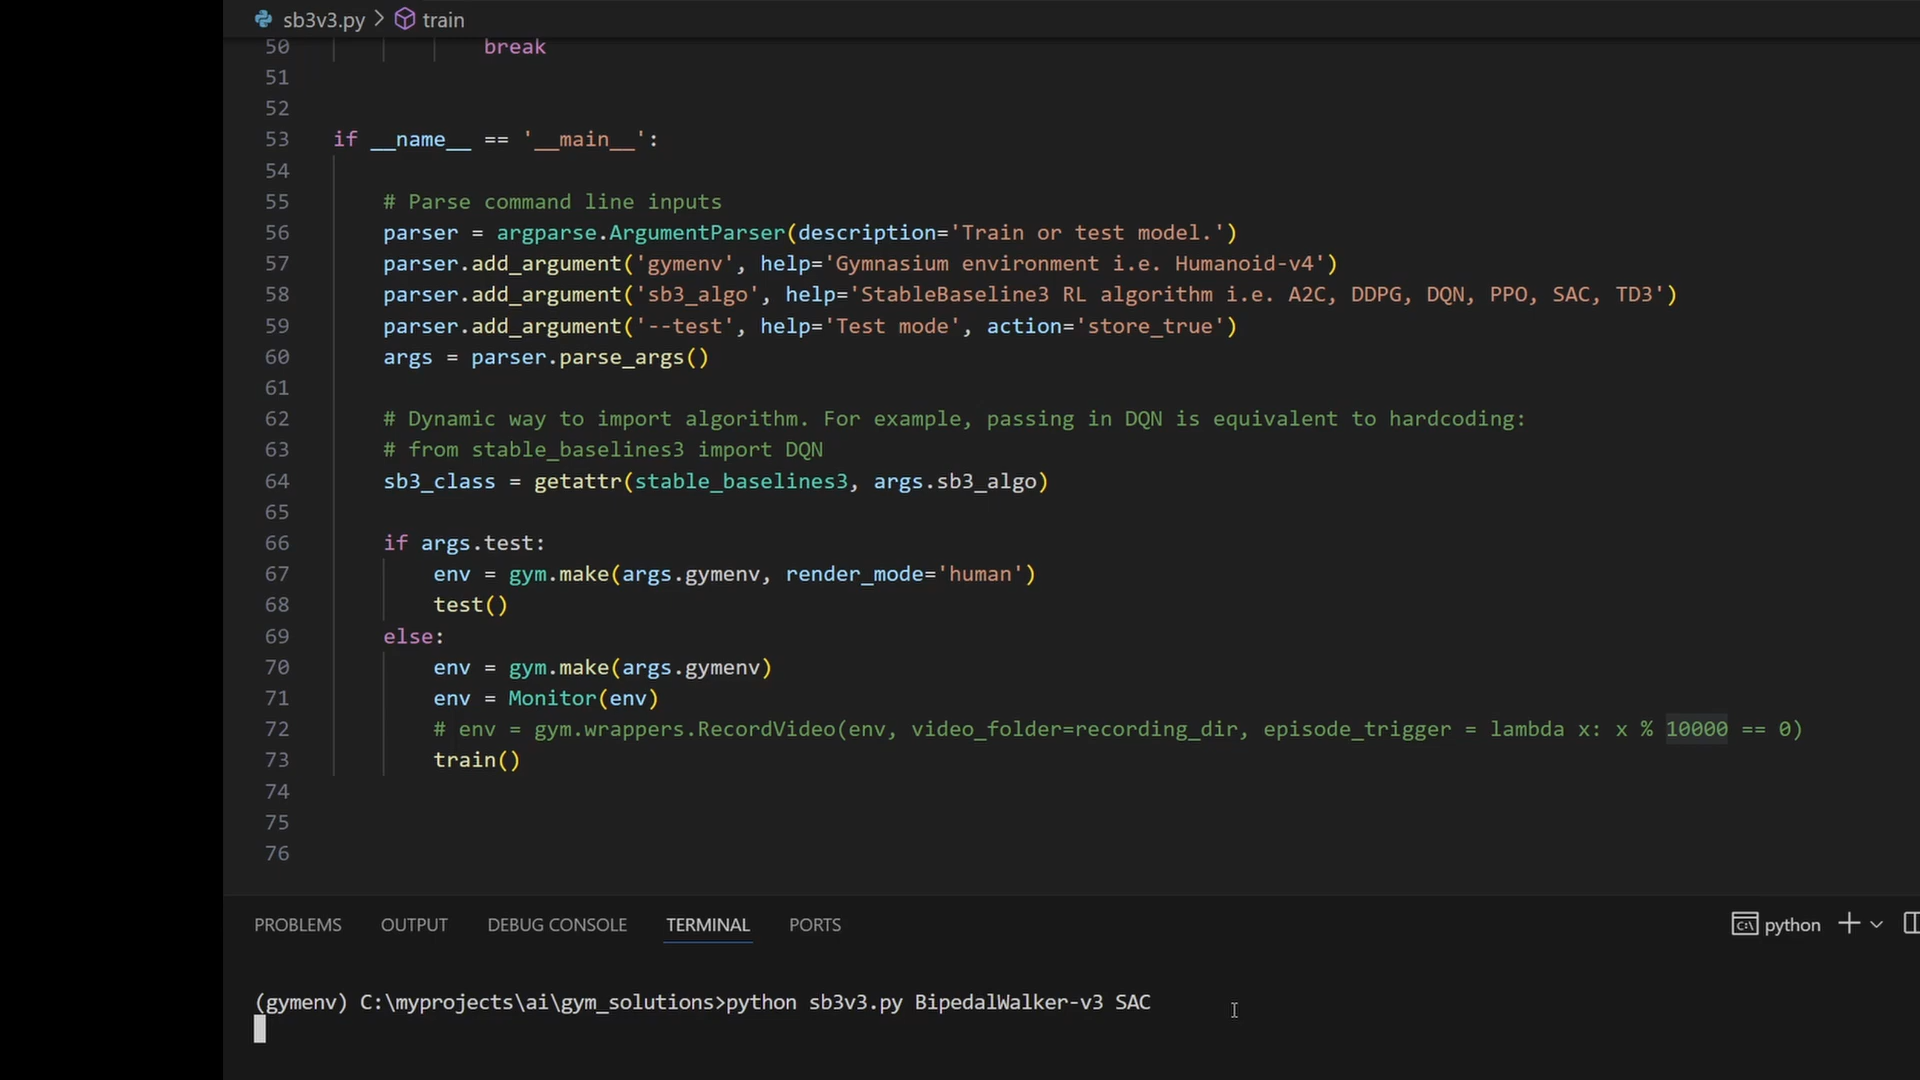 sb3v3.py > train
50 break
51
52
53 if __name__ == '__main__':
54
55 # Parse command line inputs
56 parser = argparse.ArgumentParser(description='Train or test model.')
57 parser.add_argument('gymenv', help='Gymnasium environment i.e. Humanoid-v4')
58 parser.add_argument('sb3_algo', help='StableBaseline3 RL algorithm i.e. A2C, DDPG, DQN, PPO, SAC, TD3')
59 parser.add_argument('--test', help='Test mode', action='store_true')
60 args = parser.parse_args()
61
62 # Dynamic way to import algorithm. For example, passing in DQN is equivalent to hardcoding:
63 # from stable_baselines3 import DQN
64 sb3_class = getattr(stable_baselines3, args.sb3_algo)
65
66 if args.test:
67 env = gym.make(args.gymenv, render_mode='human')
68 test()
69 else:
70 env = gym.make(args.gymenv)
71 env = Monitor(env)
72 # env = gym.wrappers.RecordVideo(env, video_folder=recording_dir, episode_trigger = lambda x: x % 10000 == 0)
73 train()
74
75
76
PROBLEMS OUTPUT DEBUG CONSOLE TERMINAL PORTS python
(gymenv) C:\myprojects\ai\gym_solutions>python sb3v3.py BipedalWalker-v3 SAC